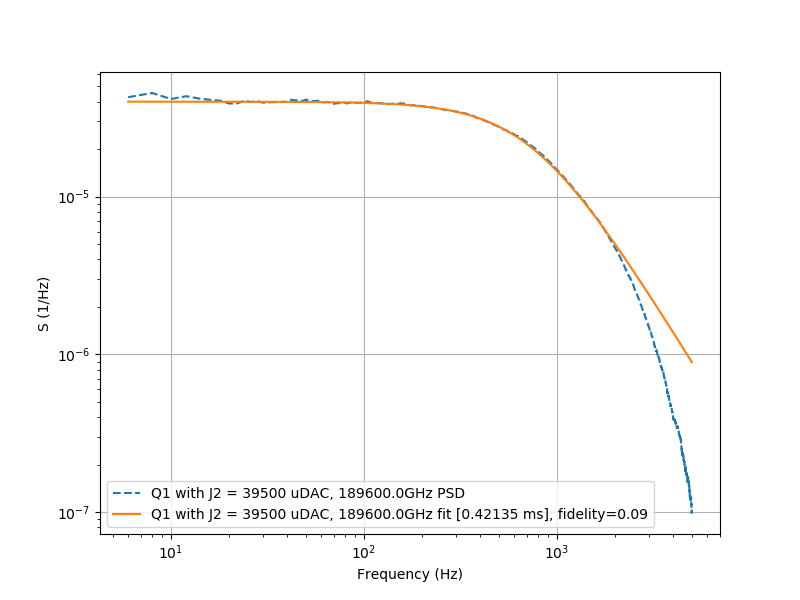 S (1/Hz)
10⁻⁵
10⁻⁶
10⁻⁷
Q1 with J2 = 39500 uDAC, 189600.0GHz PSD
Q1 with J2 = 39500 uDAC, 189600.0GHz fit [0.42135 ms], fidelity=0.09
10¹
10²
10³
Frequency (Hz)